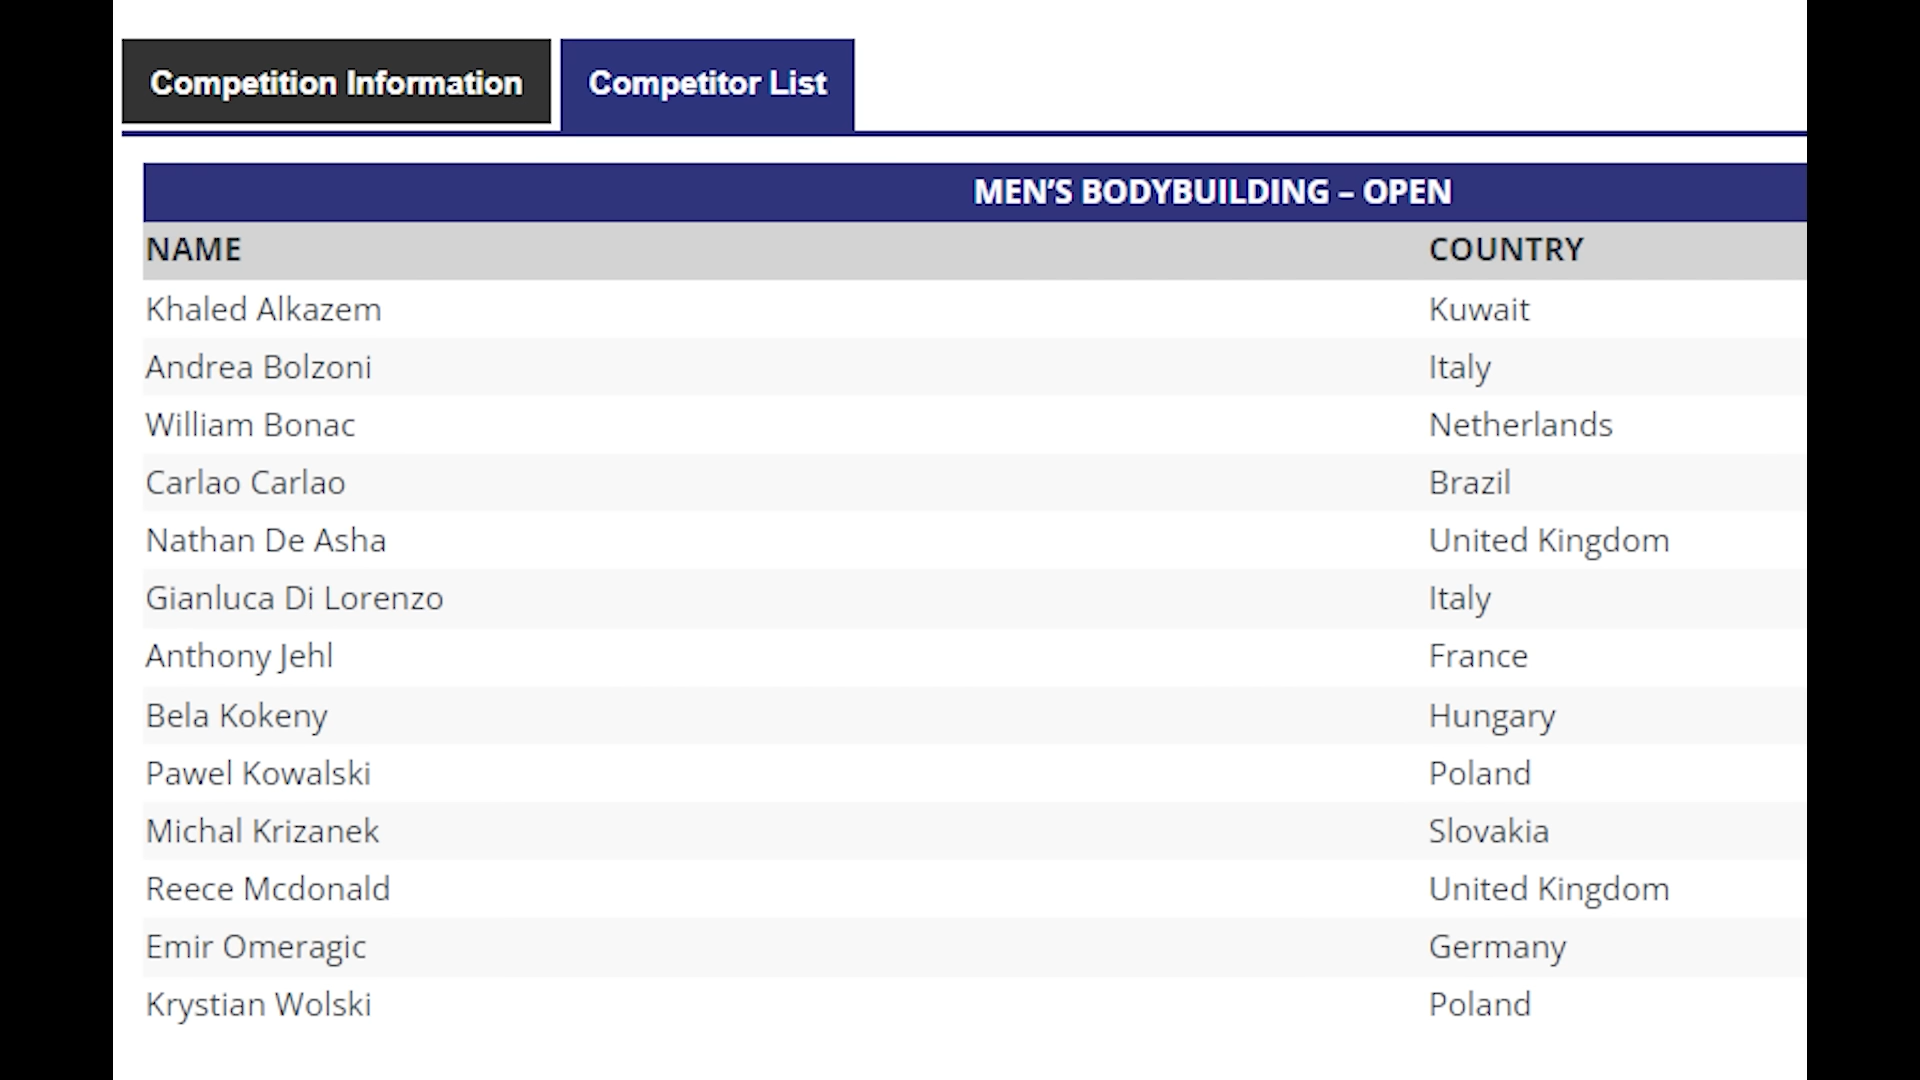 Competition Information Competitor List
MEN'S BODYBUILDING – OPEN
NAME COUNTRY
Khaled Alkazem Kuwait
Andrea Bolzoni Italy
William Bonac Netherlands
Carlao Carlao Brazil
Nathan De Asha United Kingdom
Gianluca Di Lorenzo Italy
Anthony Jehl France
Bela Kokeny Hungary
Pawel Kowalski Poland
Michal Krizanek Slovakia
Reece Mcdonald United Kingdom
Emir Omeragic Germany
Krystian Wolski Poland